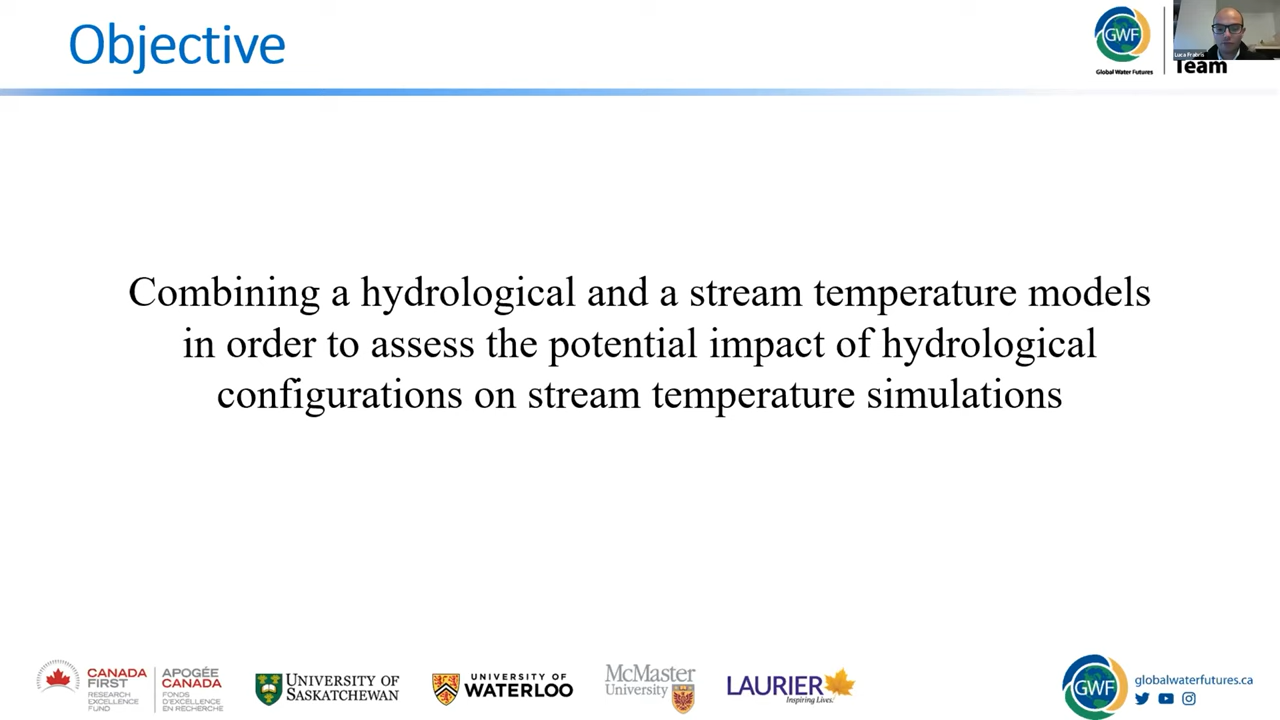 Objective
GWF
Global Water Futures
Team
Combining a hydrological and a stream temperature models
in order to assess the potential impact of hydrological
configurations on stream temperature simulations
CANADA
FIRST
RESEARCH
EXCELLENCE
FUND
APOGÉE
CANADA
FONDS
D'EXCELLENCE
EN RECHERCHE
UNIVERSITY OF
SASKATCHEWAN
UNIVERSITY OF
WATERLOO
McMaster
University
LAURIER
Inspiring Lives.
GWF
globalwaterfutures.ca